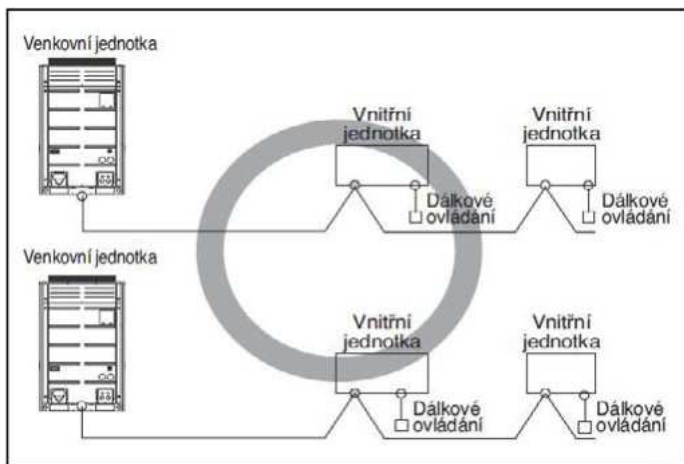 Venkovní jednotka
Vnitřní
jednotka
Vnitřní
jednotka
Dálkové
ovládání
Dálkové
ovládání
Venkovní jednotka
Vnitřní
jednotka
Vnitřní
jednotka
Dálkové
ovládání
Dálkové
ovládání